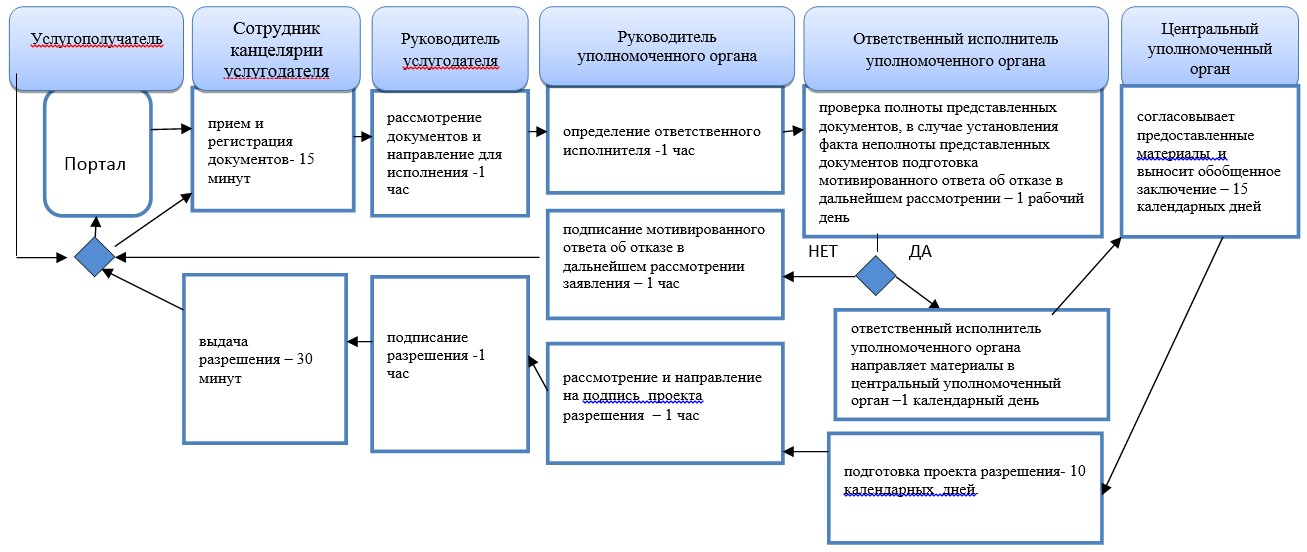 Услугополучатель
Сотрудник
канцелярии
услугодателя
Руководитель
услугодателя
Руководитель
уполномоченного органа
Ответственный исполнитель
уполномоченного органа
Центральный
уполномоченный
орган
Портал
прием и
регистрация
документов- 15
минут
рассмотрение
документов и
направление для
исполнения -1
час
определение ответственного
исполнителя -1 час
проверка полноты представленных
документов, в случае установления
факта неполноты представленных
документов подготовка
мотивированного ответа об отказе в
дальнейшем рассмотрении – 1 рабочий
день
согласовывает
предоставленные
материалы и
выносит обобщенное
заключение – 15
календарных дней
подписание мотивированного
ответа об отказе в
дальнейшем рассмотрении
заявления – 1 час
НЕТ
ДА
выдача
разрешения – 30
минут
подписание
разрешения -1
час
рассмотрение и направление
на подпись проекта
разрешения – 1 час
ответственный исполнитель
уполномоченного органа
направляет материалы в
центральный уполномоченный
орган –1 календарный день
подготовка проекта разрешения- 10
календарных дней